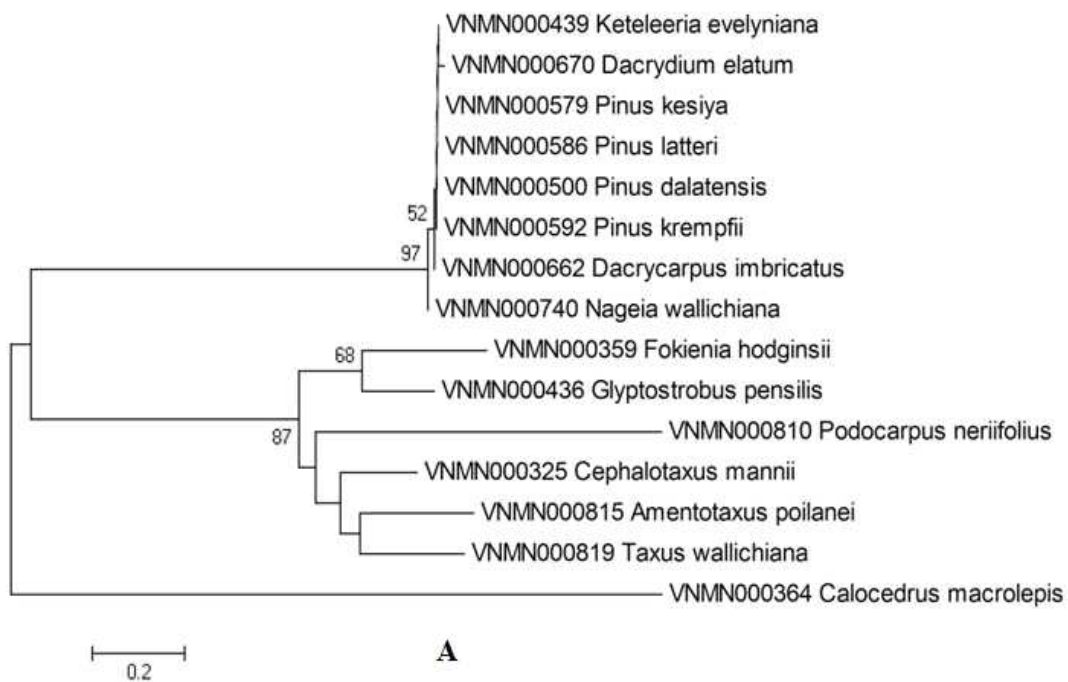 VNMN000439 Keteleeria evelyniana
VNMN000670 Dacrydium elatum
VNMN000579 Pinus kesiya
VNMN000586 Pinus latteri
VNMN000500 Pinus dalatensis
52
VNMN000592 Pinus krempfii
97
VNMN000662 Dacrycarpus imbricatus
VNMN000740 Nageia wallichiana
68
VNMN000359 Fokienia hodginsii
VNMN000436 Glyptostrobus pensilis
87
VNMN000810 Podocarpus neriifolius
VNMN000325 Cephalotaxus mannii
VNMN000815 Amentotaxus poilanei
VNMN000819 Taxus wallichiana
VNMN000364 Calocedrus macrolepis
0.2
A